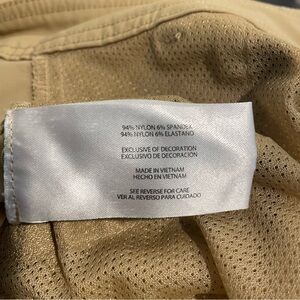 94% NYLON 6% SPANDEX
94% NYLON 6% ELASTANO
EXCLUSIVE OF DECORATION
EXCLUSIVO DE DECORACIÓN
MADE IN VIETNAM
HECHO EN VIETNAM
SEE REVERSE FOR CARE
VER AL REVERSO PARA CUIDADO